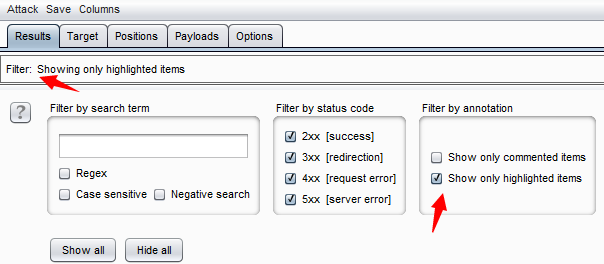 Attack Save Columns
Results Target Positions Payloads Options
Filter: Showing only highlighted items
?
Filter by search term
Regex
Case sensitive Negative search
Filter by status code
2xx [success]
3xx [redirection]
4xx [request error]
5xx [server error]
Filter by annotation
Show only commented items
Show only highlighted items
Show all Hide all